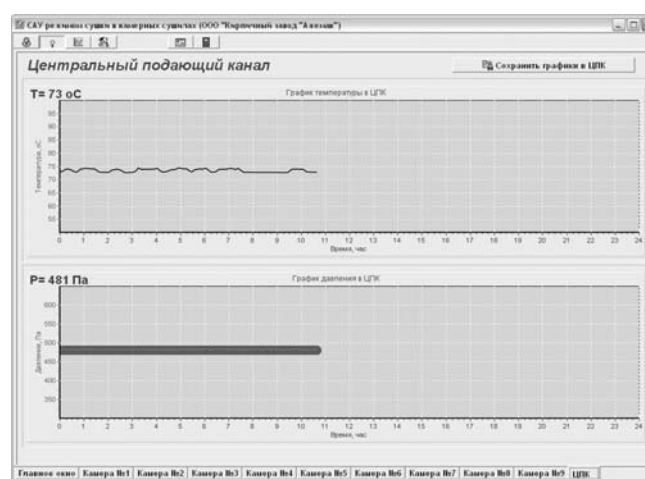 САУ режимом сушки в камерных сушилах (ООО "Кирпичный завод "Ажемак")
Центральный подающий канал
Сохранить графики в ЦПК
T= 73 оС
График температуры в ЦПК
Температура, оС
95
90
85
80
75
70
65
60
55
0 1 2 3 4 5 6 7 8 9 10 11 12 13 14 15 16 17 18 19 20 21 22 23 24
Время, час
P= 481 Па
График давления в ЦПК
Давление, Па
600
550
500
450
400
350
0 1 2 3 4 5 6 7 8 9 10 11 12 13 14 15 16 17 18 19 20 21 22 23 24
Время, час
Главное окно Камера №1 Камера №2 Камера №3 Камера №4 Камера №5 Камера №6 Камера №7 Камера №8 Камера №9 ЦПК